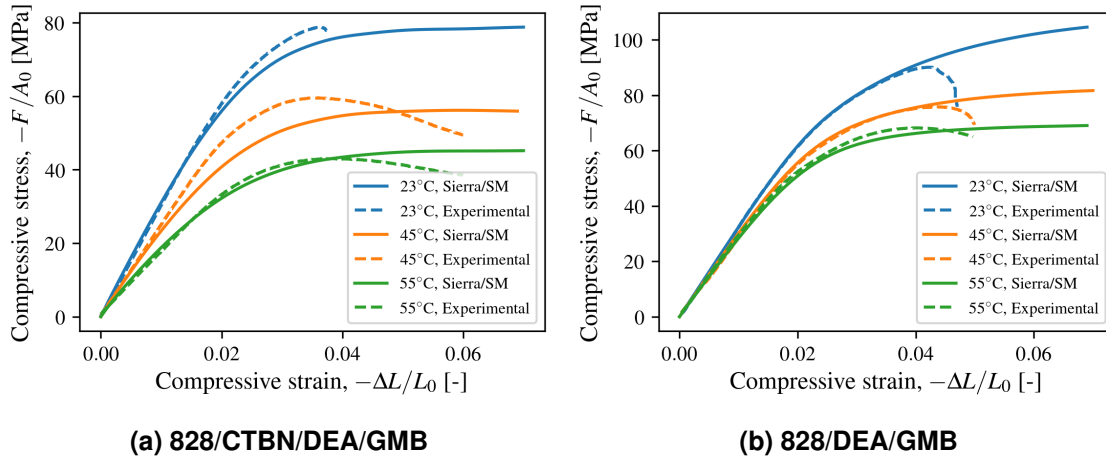 Compressive stress, −F/A₀ [MPa]
80
60
40
20
0
23°C, Sierra/SM
23°C, Experimental
45°C, Sierra/SM
45°C, Experimental
55°C, Sierra/SM
55°C, Experimental
0.00 0.02 0.04 0.06
Compressive strain, −ΔL/L₀ [-]
(a) 828/CTBN/DEA/GMB
Compressive stress, −F/A₀ [MPa]
100
80
60
40
20
0
23°C, Sierra/SM
23°C, Experimental
45°C, Sierra/SM
45°C, Experimental
55°C, Sierra/SM
55°C, Experimental
0.00 0.02 0.04 0.06
Compressive strain, −ΔL/L₀ [-]
(b) 828/DEA/GMB